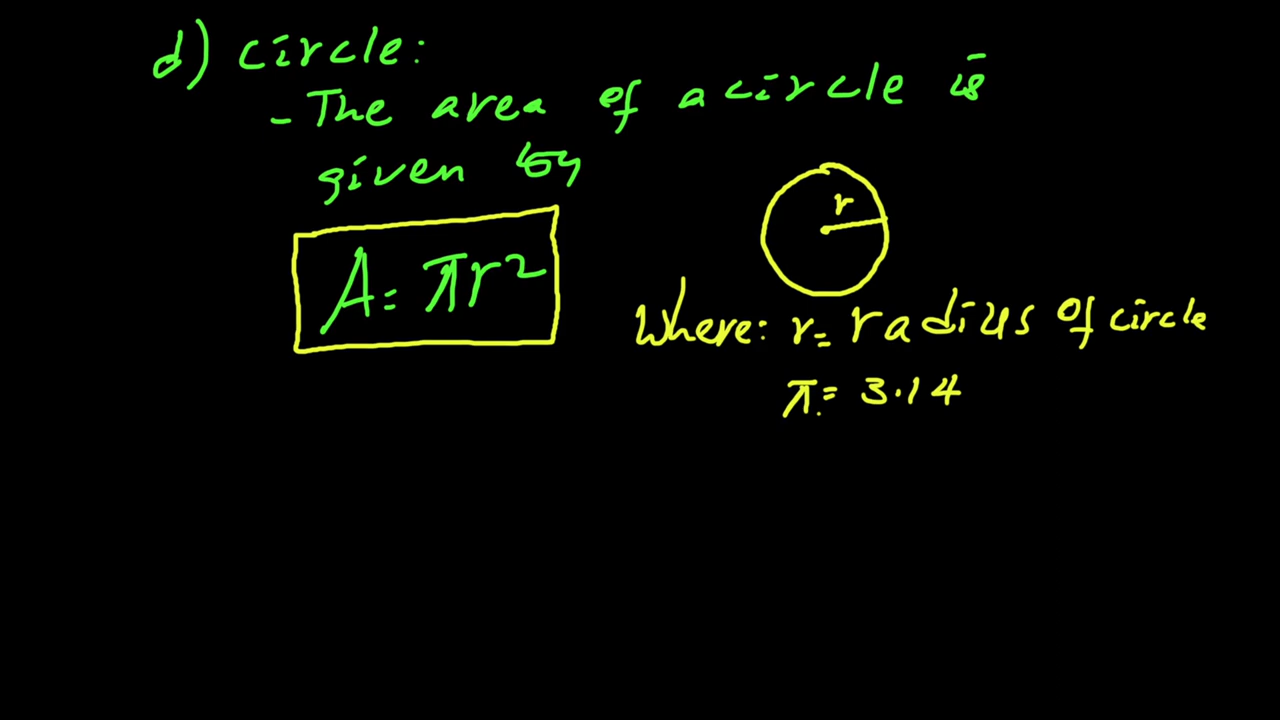 d) circle:
- The area of a circle is
given by
r
A = πr²
Where: r = radius of circle
π = 3.14